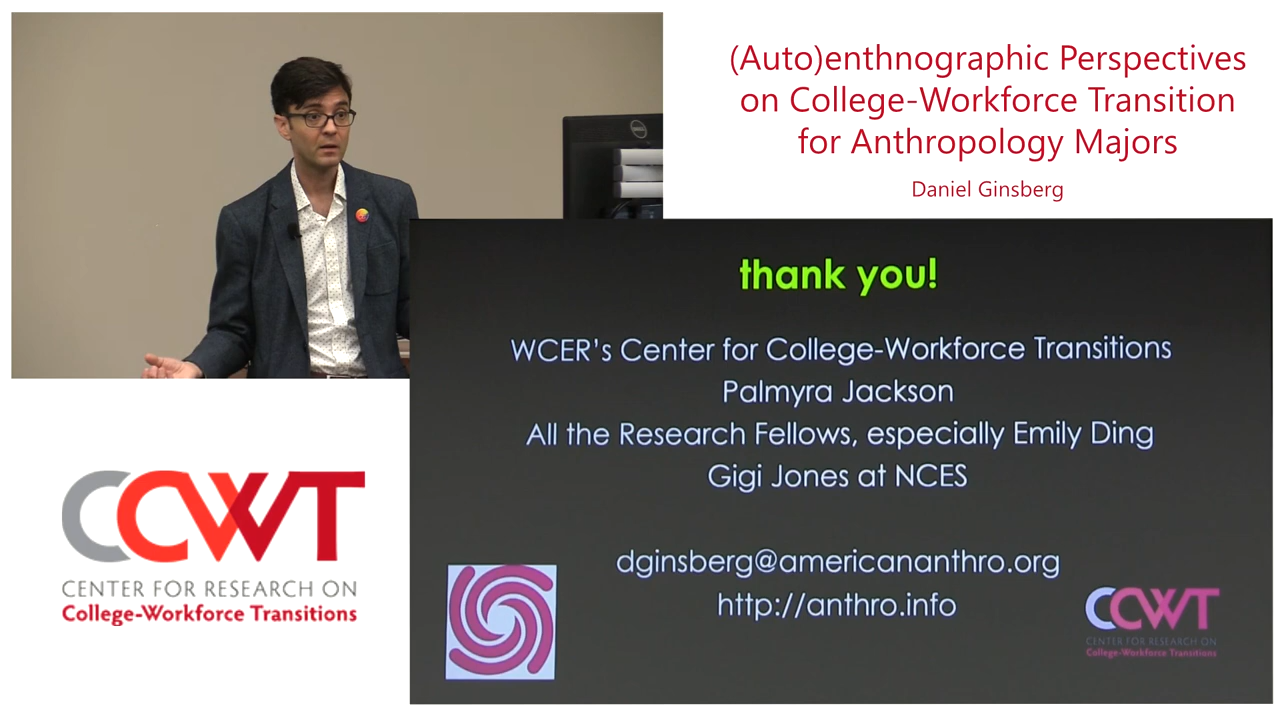 (Auto)enthnographic Perspectives
on College-Workforce Transition
for Anthropology Majors
Daniel Ginsberg
DELL
thank you!
WCER's Center for College-Workforce Transitions
Palmyra Jackson
All the Research Fellows, especially Emily Ding
Gigi Jones at NCES
dginsberg@americananthro.org
http://anthro.info
CCWT
CENTER FOR RESEARCH ON
College-Workforce Transitions
CCWT
CENTER FOR RESEARCH ON
College-Workforce Transitions